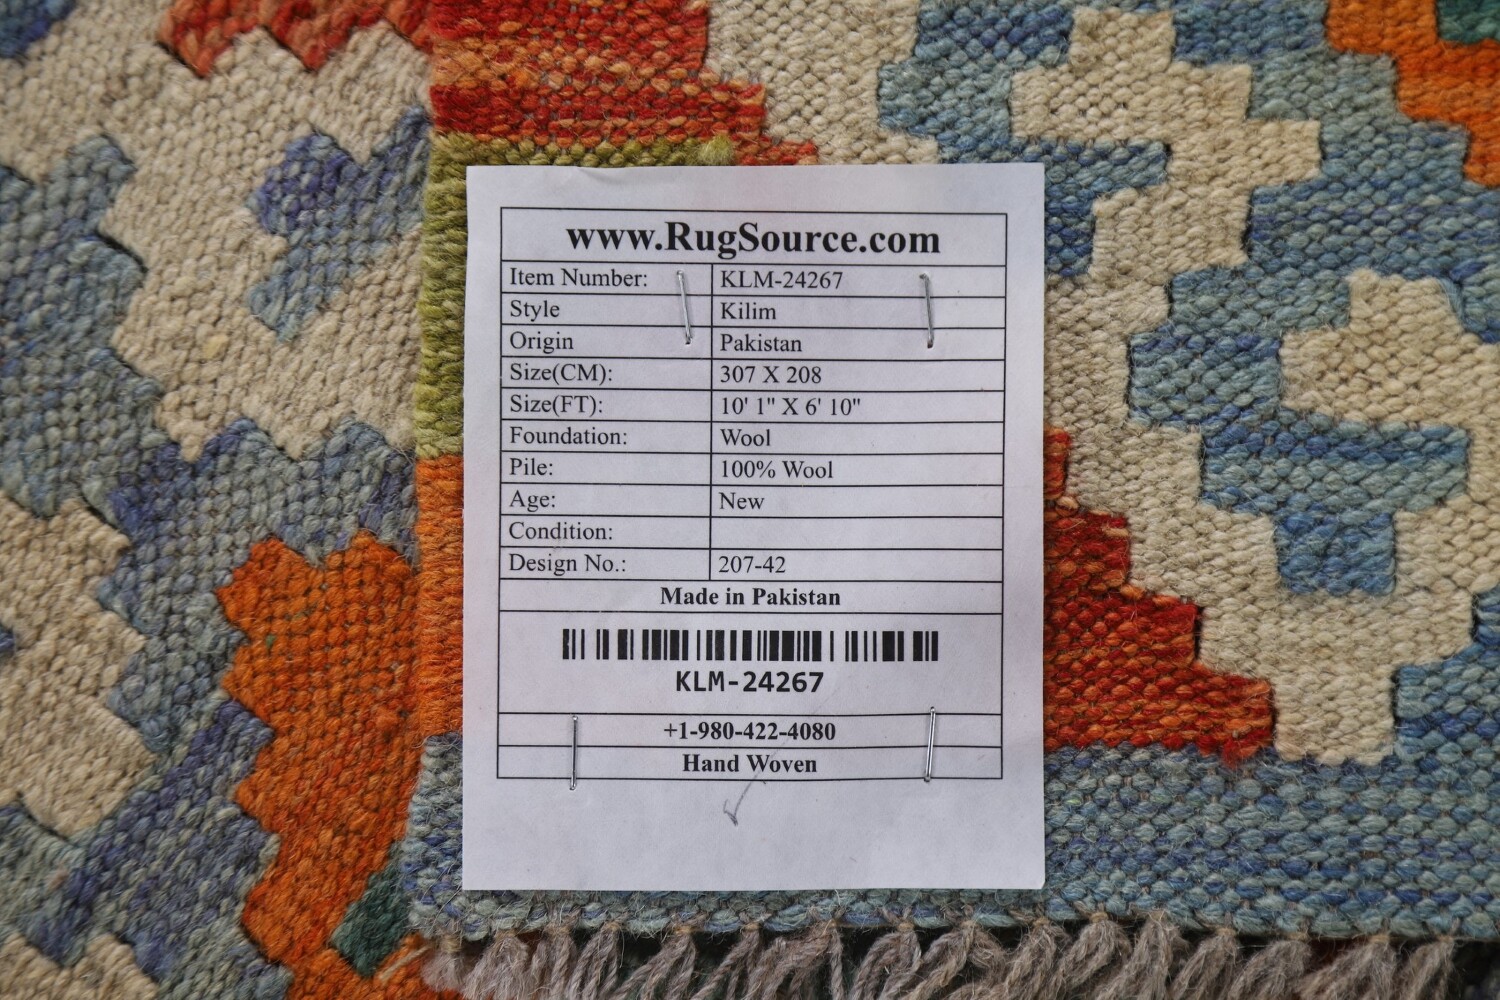 www.RugSource.com
Item Number: KLM-24267
Style Kilim
Origin Pakistan
Size(CM): 307 X 208
Size(FT): 10' 1" X 6' 10"
Foundation: Wool
Pile: 100% Wool
Age: New
Condition:
Design No.: 207-42
Made in Pakistan
KLM-24267
+1-980-422-4080
Hand Woven